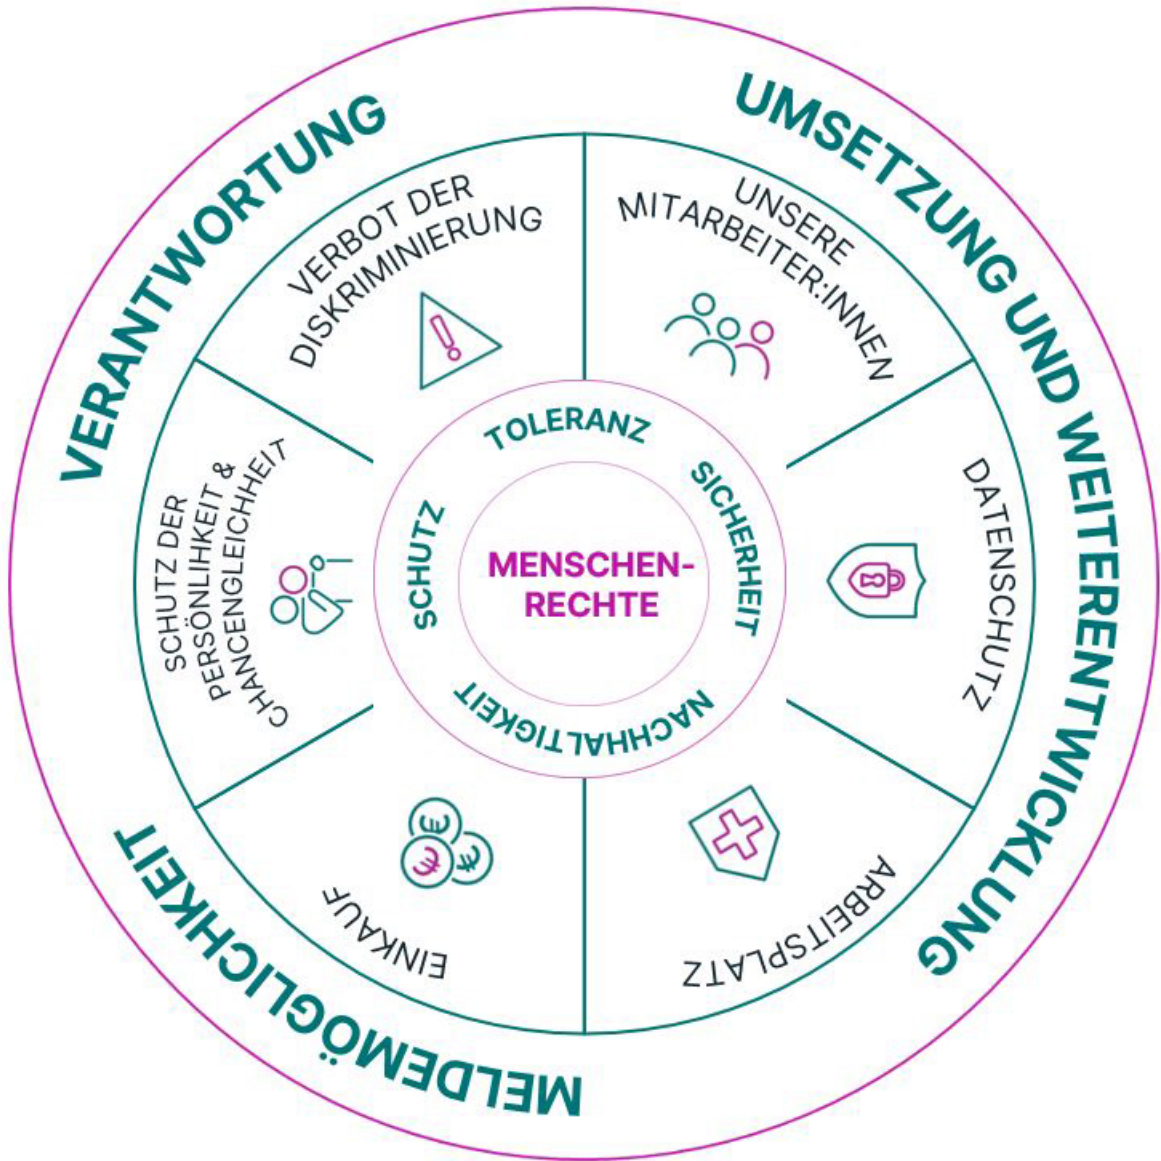 VERANTWORTUNG
UMSETZUNG UND WEITERENTWICKLUNG
MELDEMÖGLICHKEIT
VERBOT DER
DISKRIMINIERUNG
UNSERE
MITARBEITER:INNEN
DATENSCHUTZ
ARBEITSPLATZ
EINKAUF
SCHUTZ DER
PERSÖNLIHKEIT &
CHANCENGLEICHHEIT
TOLERANZ
SICHERHEIT
NACHHALTIGKEIT
SCHUTZ
MENSCHEN-
RECHTE